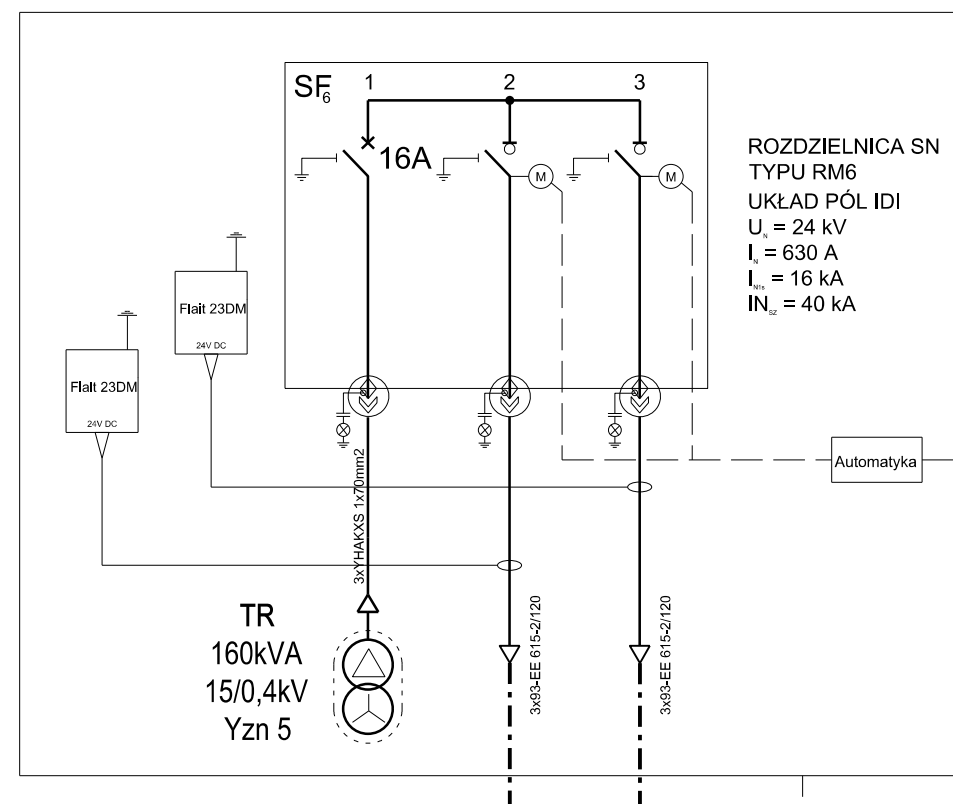 SF6
1
2
3
16A
M
M
ROZDZIELNICA SN
TYPU RM6
UKŁAD PÓL IDI
UN = 24 kV
IN = 630 A
IN1s = 16 kA
INsz = 40 kA
Flait 23DM
24V DC
Flalt 23DM
24V DC
Automatyka
3xYHAKXS 1x70mm2
TR
160kVA
15/0,4kV
Yzn 5
3x93-EE 615-2/120
3x93-EE 615-2/120